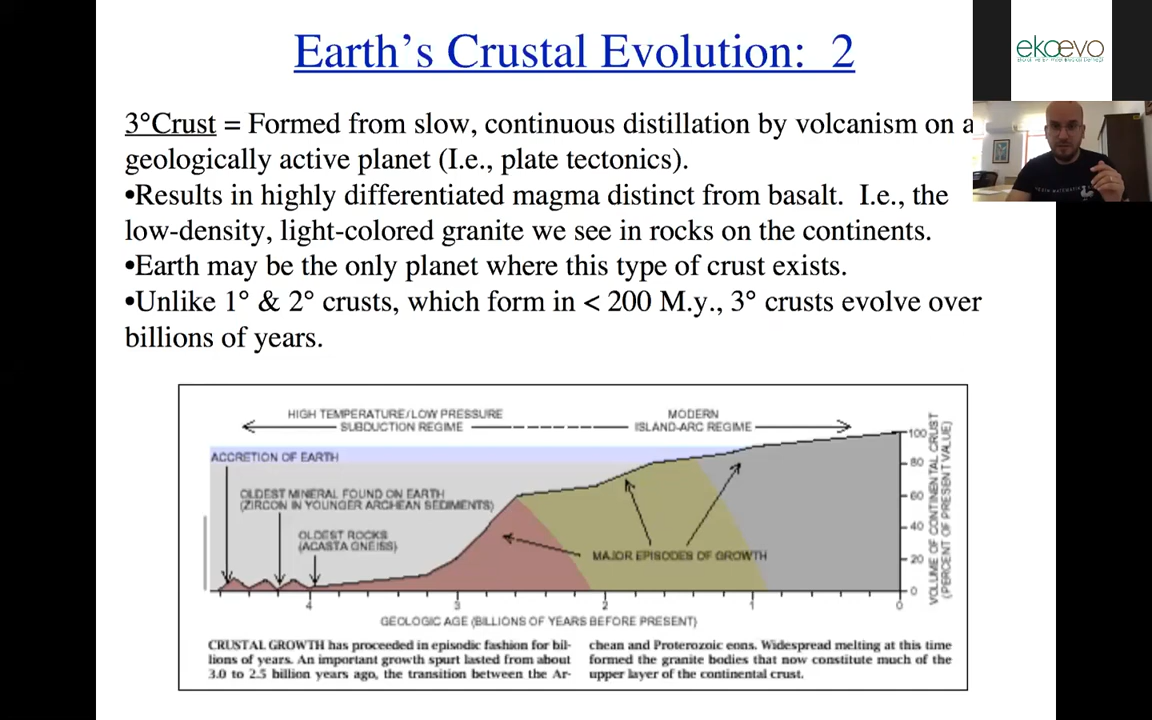 Earth's Crustal Evolution: 2
ekoevo
3°Crust = Formed from slow, continuous distillation by volcanism on a
geologically active planet (I.e., plate tectonics).
•Results in highly differentiated magma distinct from basalt. I.e., the
low-density, light-colored granite we see in rocks on the continents.
•Earth may be the only planet where this type of crust exists.
•Unlike 1° & 2° crusts, which form in < 200 M.y., 3° crusts evolve over
billions of years.
HIGH TEMPERATURE/LOW PRESSURE
SUBDUCTION REGIME
MODERN
ISLAND-ARC REGIME
ACCRETION OF EARTH
OLDEST MINERAL FOUND ON EARTH
(ZIRCON IN YOUNGER ARCHEAN SEDIMENTS)
OLDEST ROCKS
(ACASTA GNEISS)
MAJOR EPISODES OF GROWTH
100
80
60
40
20
0
VOLUME OF CONTINENTAL CRUST
(PERCENT OF PRESENT VALUE)
4 3 2 1 0
GEOLOGIC AGE (BILLIONS OF YEARS BEFORE PRESENT)
CRUSTAL GROWTH has proceeded in episodic fashion for bil-
lions of years. An important growth spurt lasted from about
3.0 to 2.5 billion years ago, the transition between the Ar-
chean and Proterozoic eons. Widespread melting at this time
formed the granite bodies that now constitute much of the
upper layer of the continental crust.